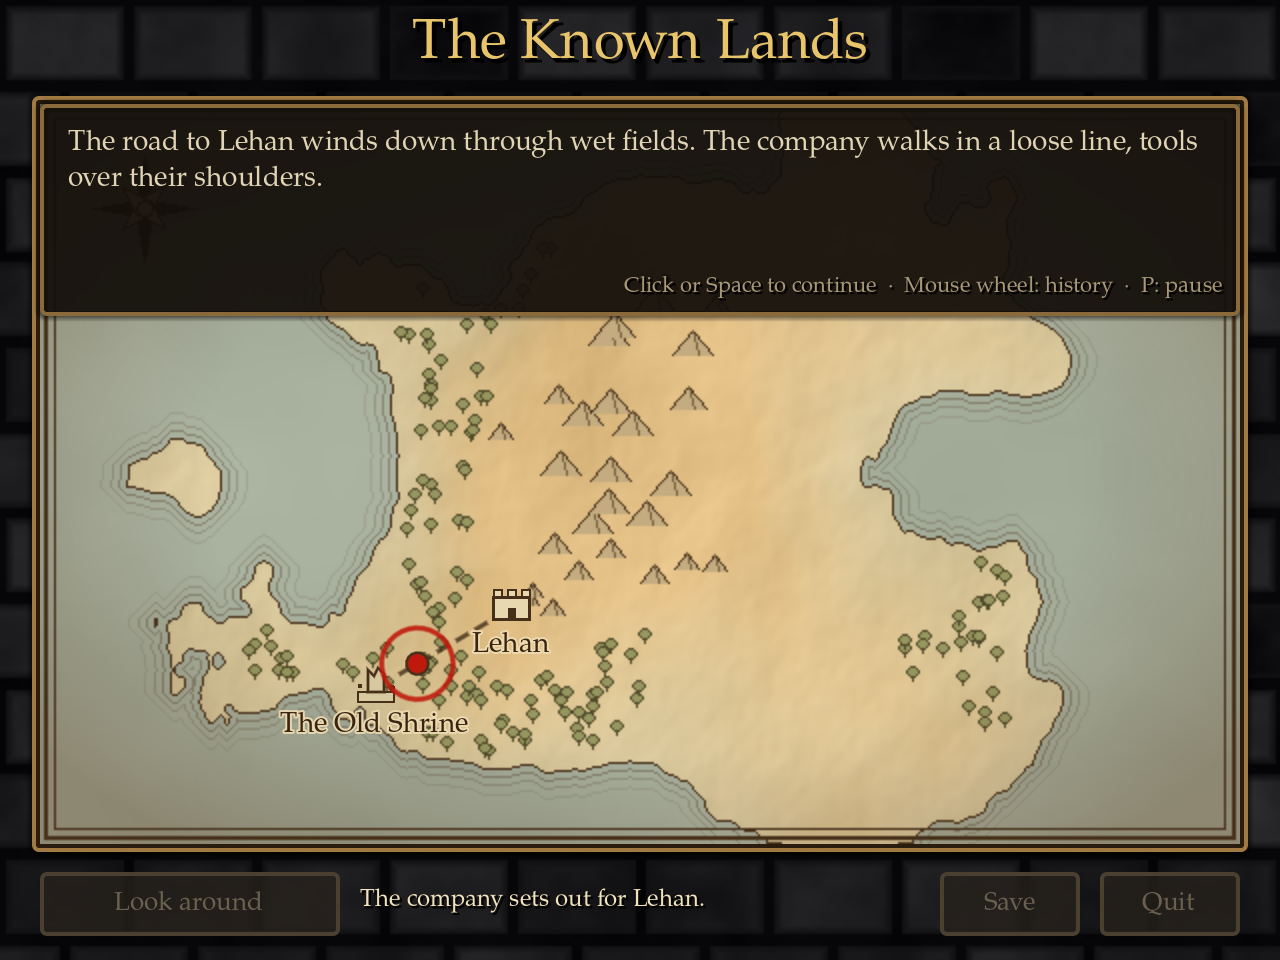 The Known Lands
The road to Lehan winds down through wet fields. The company walks in a loose line, tools
over their shoulders.
Click or Space to continue · Mouse wheel: history · P: pause
Lehan
The Old Shrine
Look around
The company sets out for Lehan.
Save
Quit